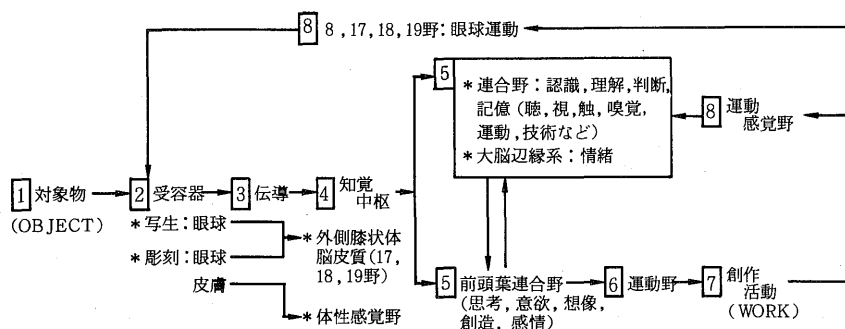 8 8,17,18,19野:眼球運動
5
*連合野:認識,理解,判断,
記憶(聴,視,触,嗅覚,
運動,技術など)
*大脳辺縁系:情緒
8 運動
感覚野
1 対象物
(OBJECT)
2 受容器
3 伝導
4 知覚
中枢
*写生:眼球
*彫刻:眼球
皮膚
*外側膝状体
脳皮質(17,
18,19野)
*体性感覚野
5 前頭葉連合野
(思考,意欲,想像,
創造,感情)
6 運動野
7 創作
活動
(WORK)